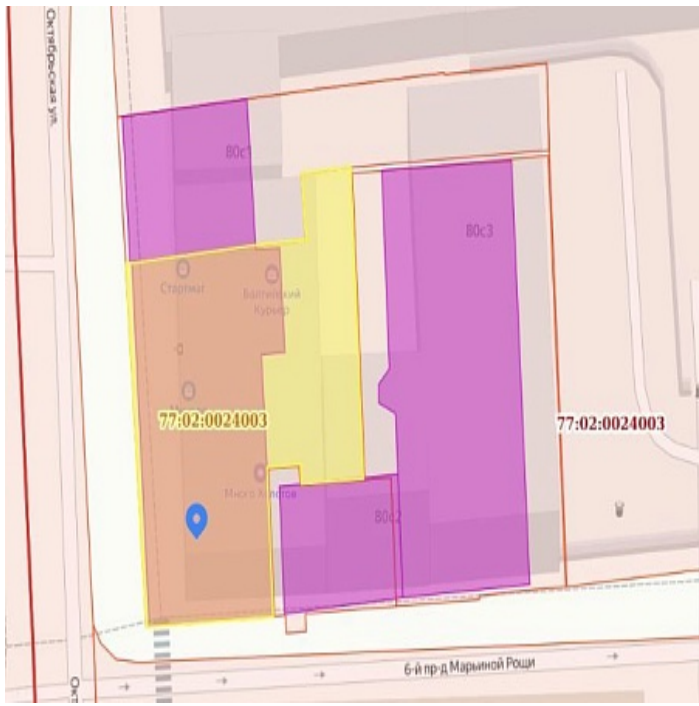 Октябрьская ул.
80с1
80с3
Стартмаг
Балтийский
Курьер
77:02:0024003
77:02:0024003
Много
80с2
6-й пр-д Марьиной Рощи
Окт